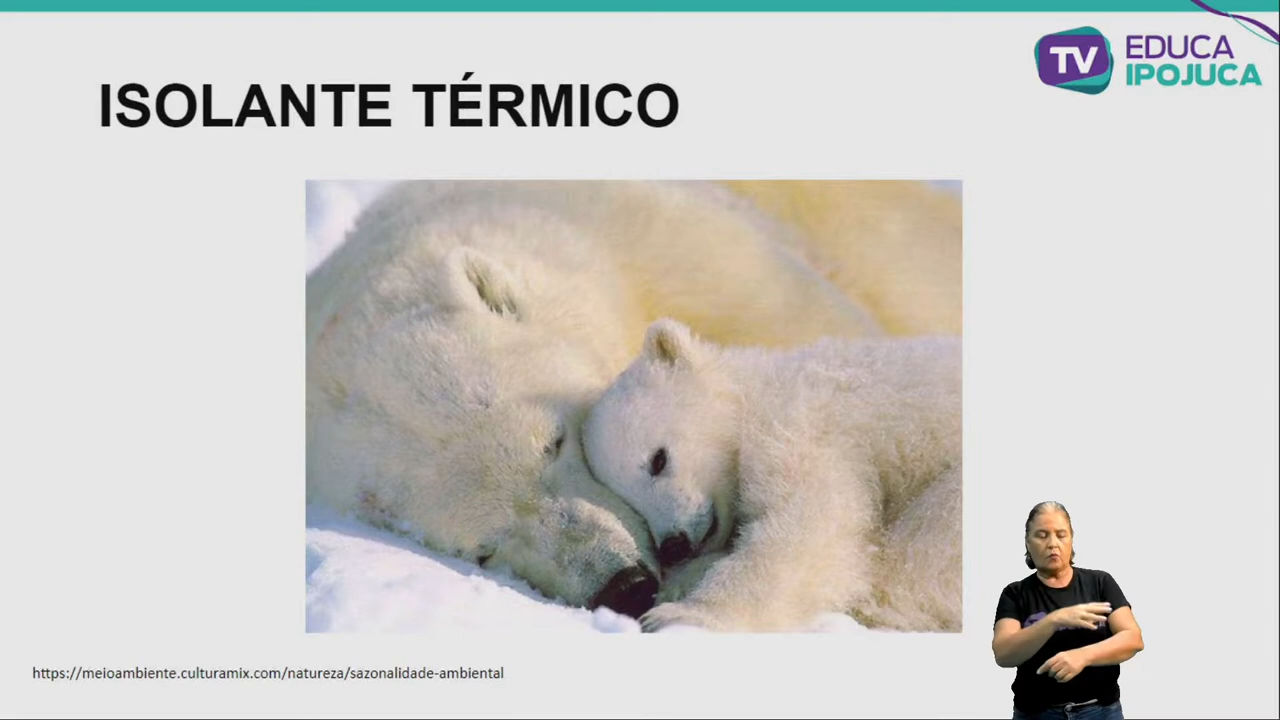 TV EDUCA
IPOJUCA
ISOLANTE TÉRMICO
https://meioambiente.culturamix.com/natureza/sazonalidade-ambiental